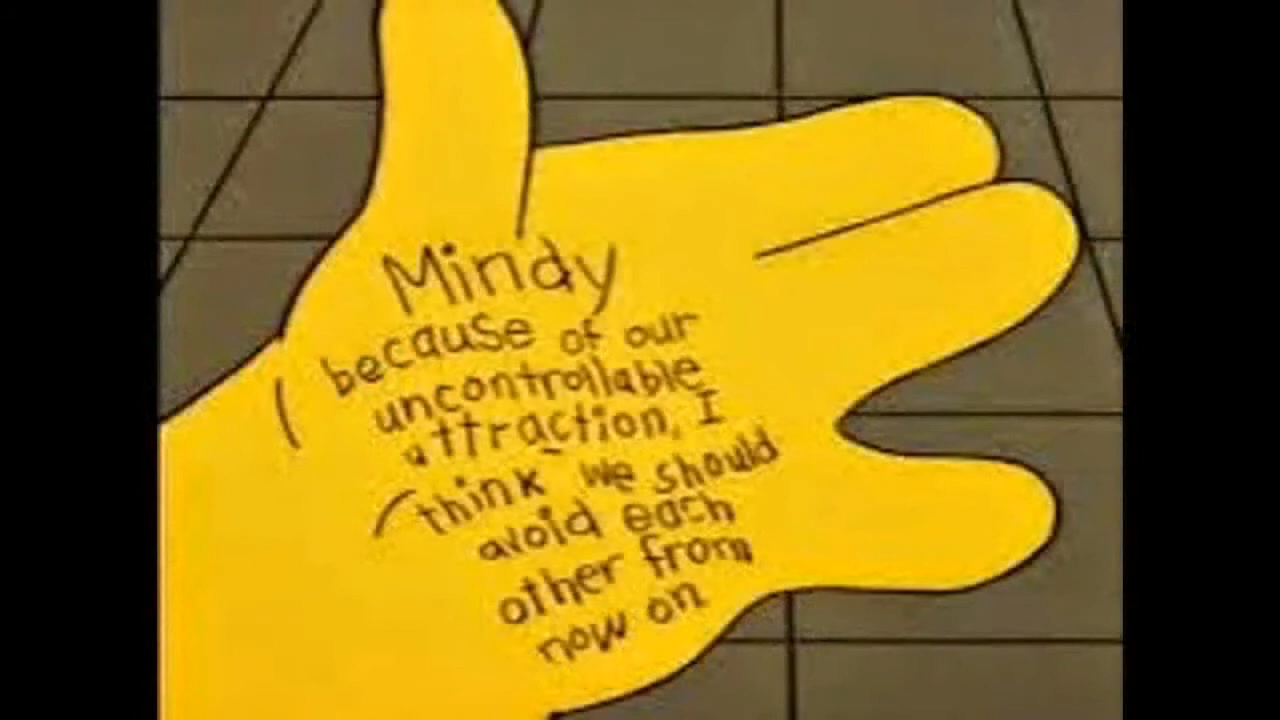 Mindy
because of our
uncontrollable
attraction, I
think we should
avoid each
other from
now on